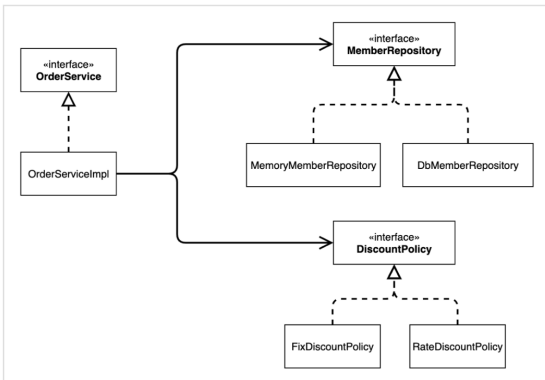 «interface»
MemberRepository
«interface»
OrderService
MemoryMemberRepository
DbMemberRepository
OrderServiceImpl
«interface»
DiscountPolicy
FixDiscountPolicy
RateDiscountPolicy